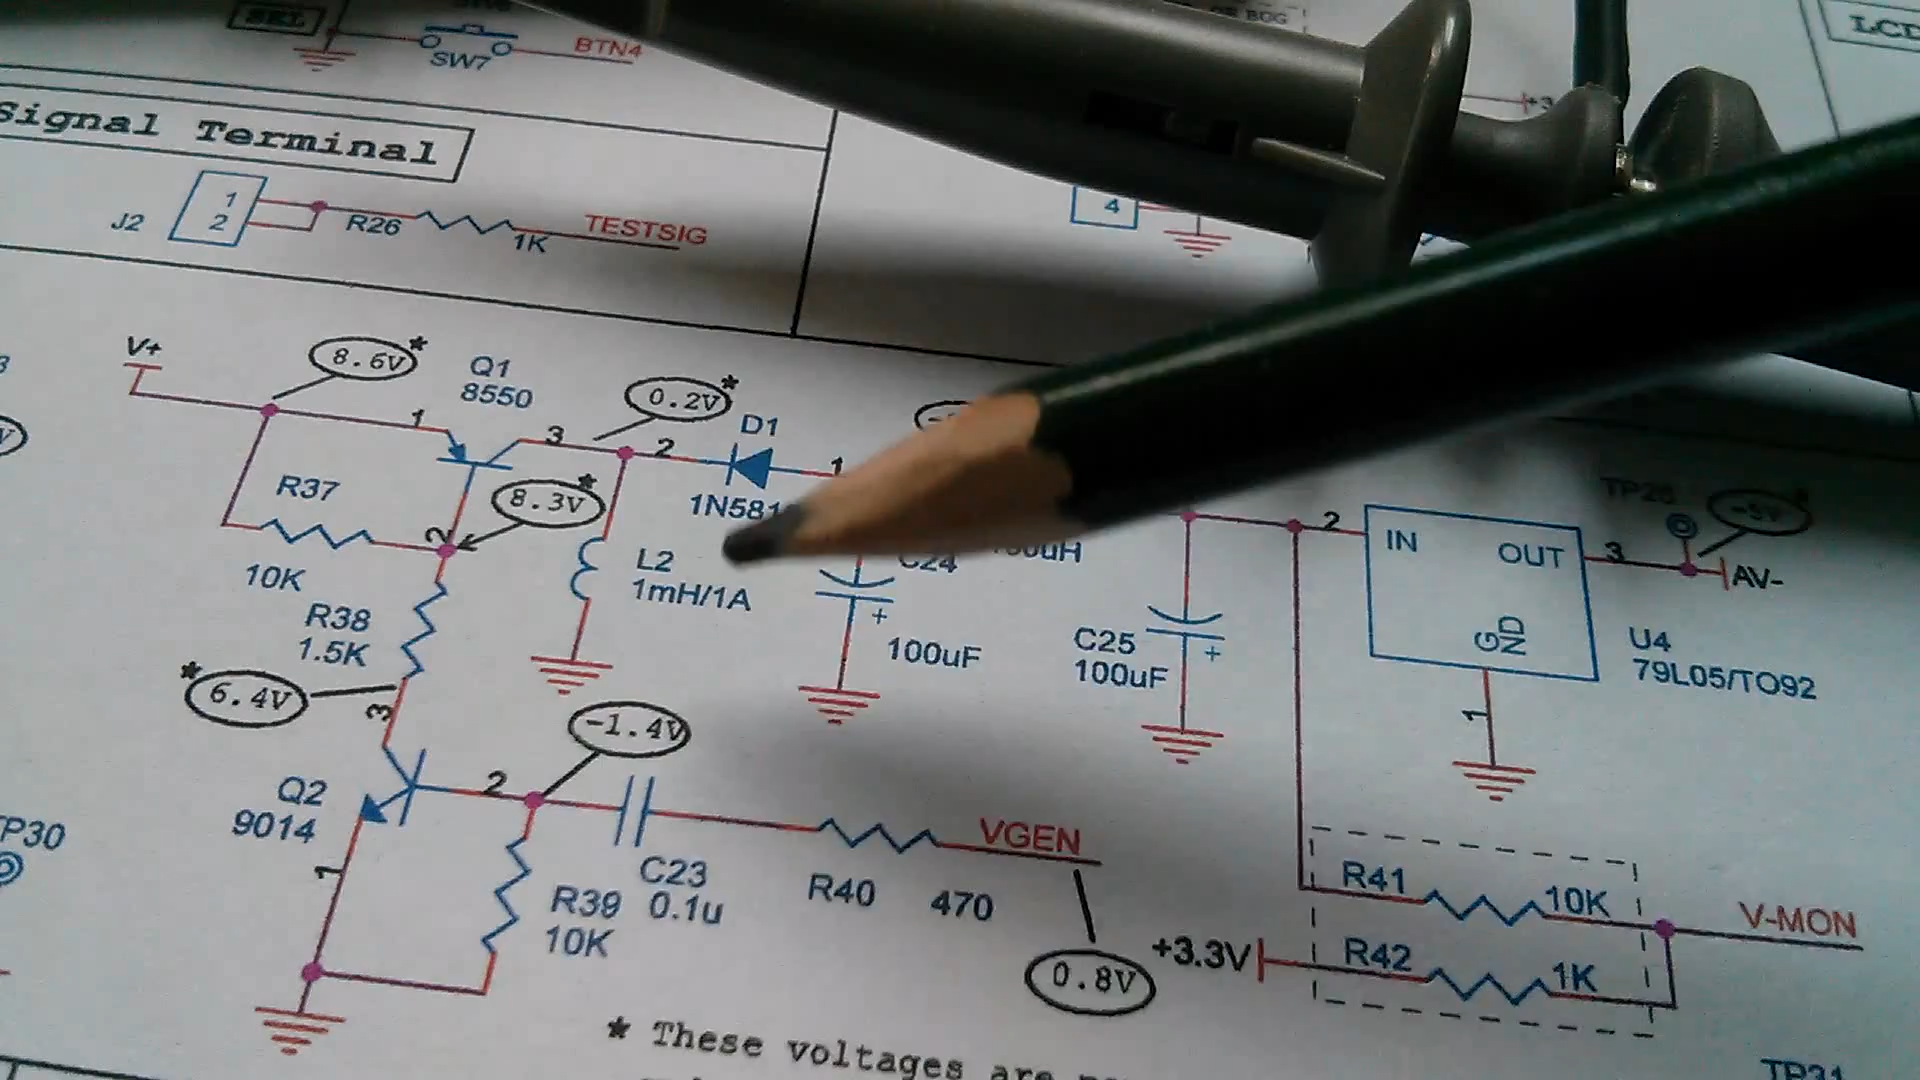 SEL
SW7
BTN4
OR BOG
LCD
+3
Signal Terminal
J2
1
2
R26
1K
TESTSIG
4
V+
8.6V*
Q1
8550
1
3
0.2V*
2
D1
1
1N581
R37
10K
2
8.3V*
L2
1mH/1A
C24
100uF
+
C25
100uF
+
2
IN
OUT
GND
3
1
-5V*
AV-
U4
79L05/TO92
R38
1.5K
*6.4V
3
-1.4V
Q2
9014
2
1
P30
C23
0.1u
R39
10K
R40
470
VGEN
0.8V
R41
10K
V-MON
+3.3V
R42
1K
* These voltages are
TP31